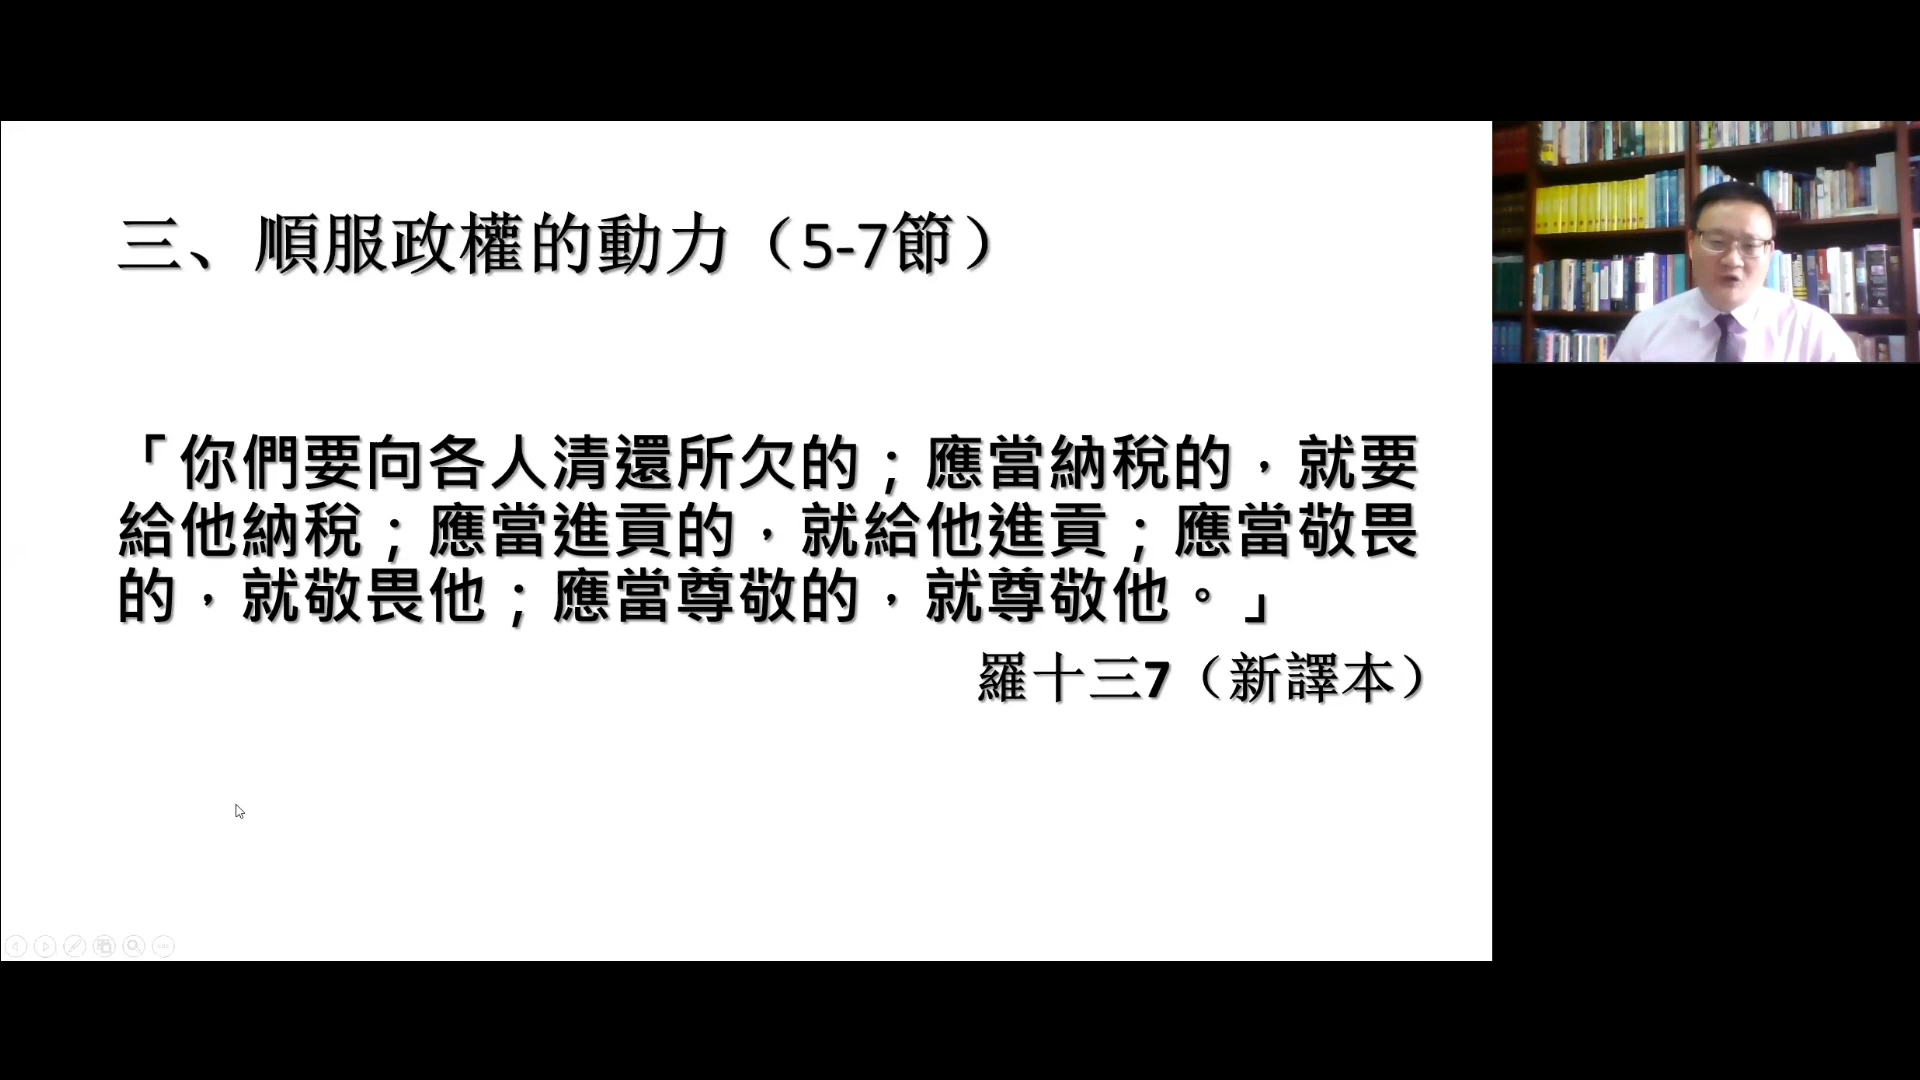 三、順服政權的動力（5-7節）
「你們要向各人清還所欠的；應當納稅的，就要
給他納稅；應當進貢的，就給他進貢；應當敬畏
的，就敬畏他；應當尊敬的，就尊敬他。」
羅十三7（新譯本）